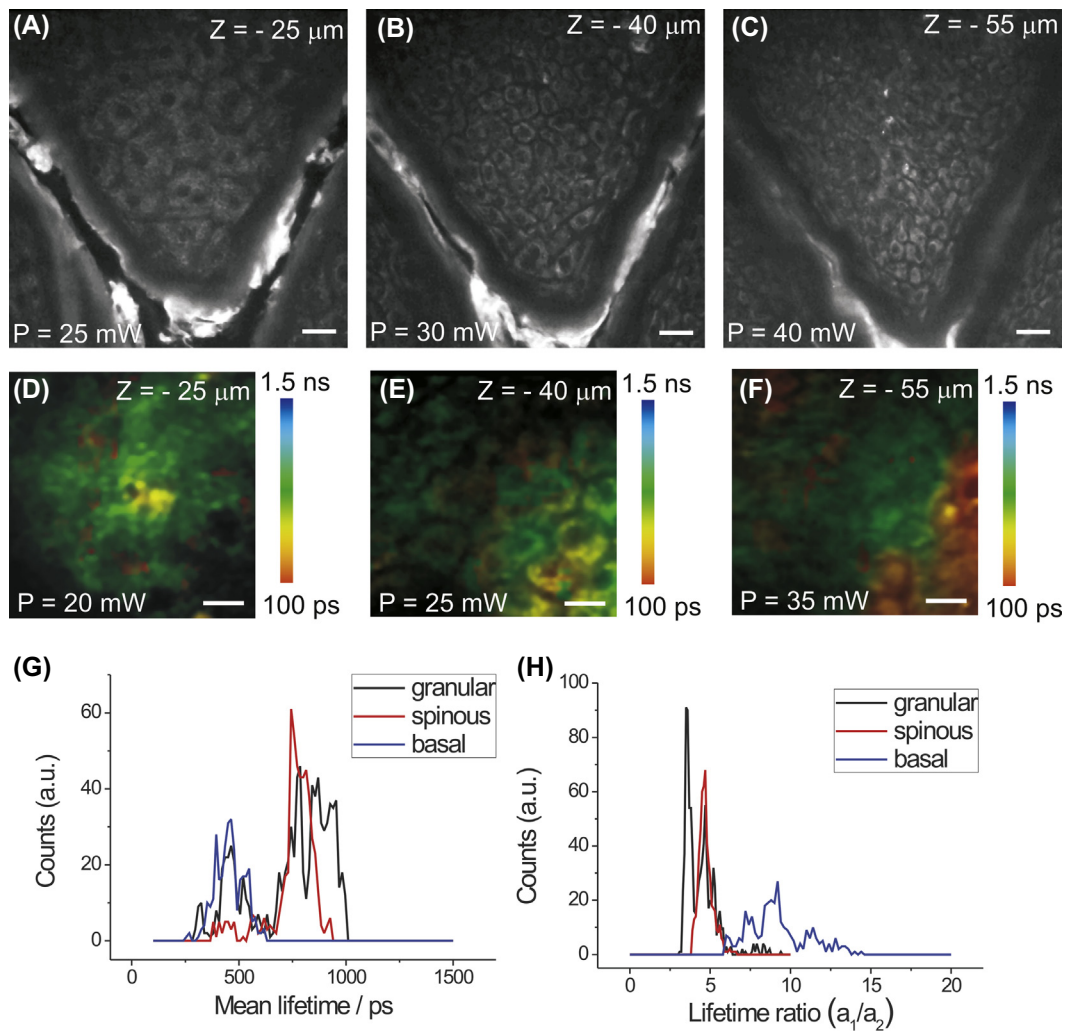 (A)
Z = - 25 μm
P = 25 mW
(B)
Z = - 40 μm
P = 30 mW
(C)
Z = - 55 μm
P = 40 mW
(D)
Z = - 25 μm
P = 20 mW
1.5 ns
100 ps
(E)
Z = - 40 μm
P = 25 mW
1.5 ns
100 ps
(F)
Z = - 55 μm
P = 35 mW
1.5 ns
100 ps
(G)
granular
spinous
basal
60
40
20
0
Counts (a.u.)
0 500 1000 1500
Mean lifetime / ps
(H)
granular
spinous
basal
100
80
60
40
20
0
Counts (a.u.)
0 5 10 15 20
Lifetime ratio (a₁/a₂)